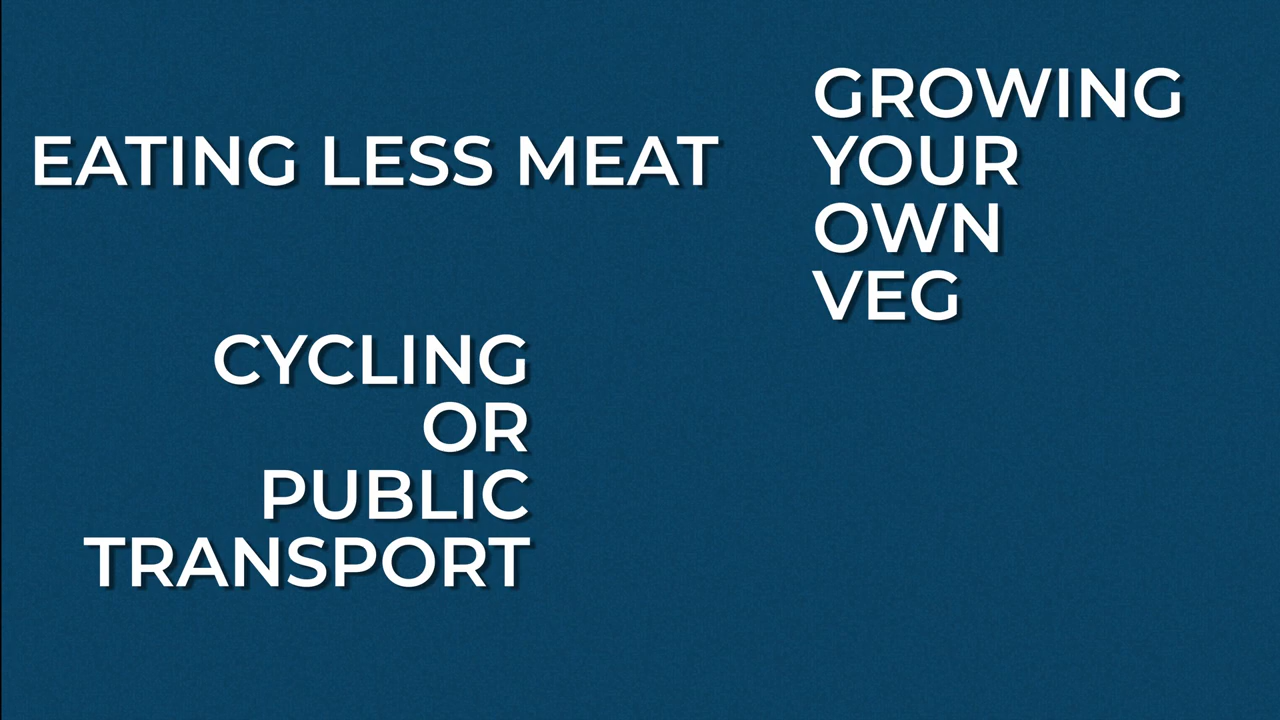 EATING LESS MEAT
GROWING
YOUR
OWN
VEG
CYCLING
OR
PUBLIC
TRANSPORT